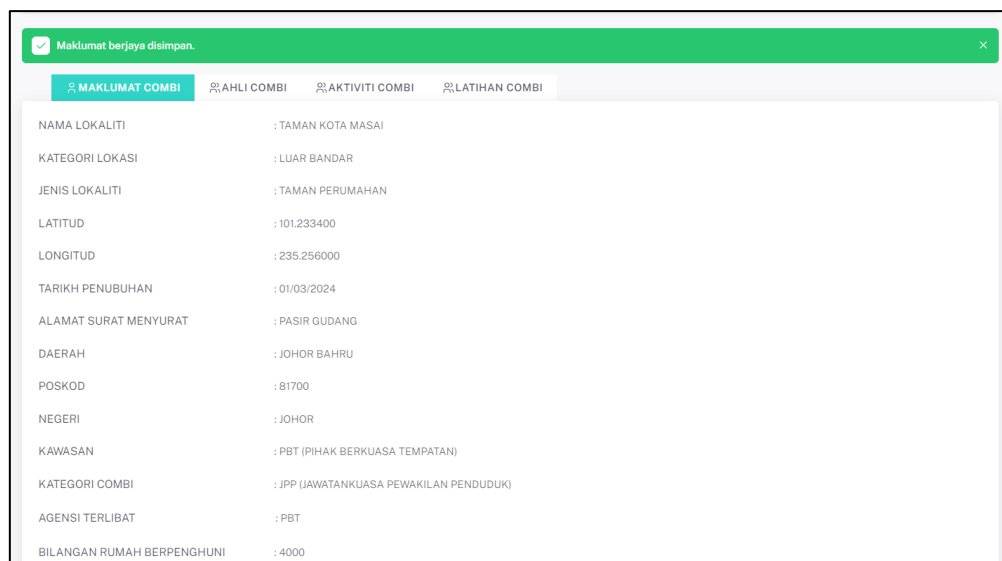 Maklumat berjaya disimpan.
MAKLUMAT COMBI AHLI COMBI AKTIVITI COMBI LATIHAN COMBI
NAMA LOKALITI : TAMAN KOTA MASAI
KATEGORI LOKASI : LUAR BANDAR
JENIS LOKALITI : TAMAN PERUMAHAN
LATITUD : 101.233400
LONGITUD : 235.256000
TARIKH PENUBUHAN : 01/03/2024
ALAMAT SURAT MENYURAT : PASIR GUDANG
DAERAH : JOHOR BAHRU
POSKOD : 81700
NEGERI : JOHOR
KAWASAN : PBT (PIHAK BERKUASA TEMPATAN)
KATEGORI COMBI : JPP (JAWATANKUASA PEWAKILAN PENDUDUK)
AGENSI TERLIBAT : PBT
BILANGAN RUMAH BERPENGHUNI : 4000